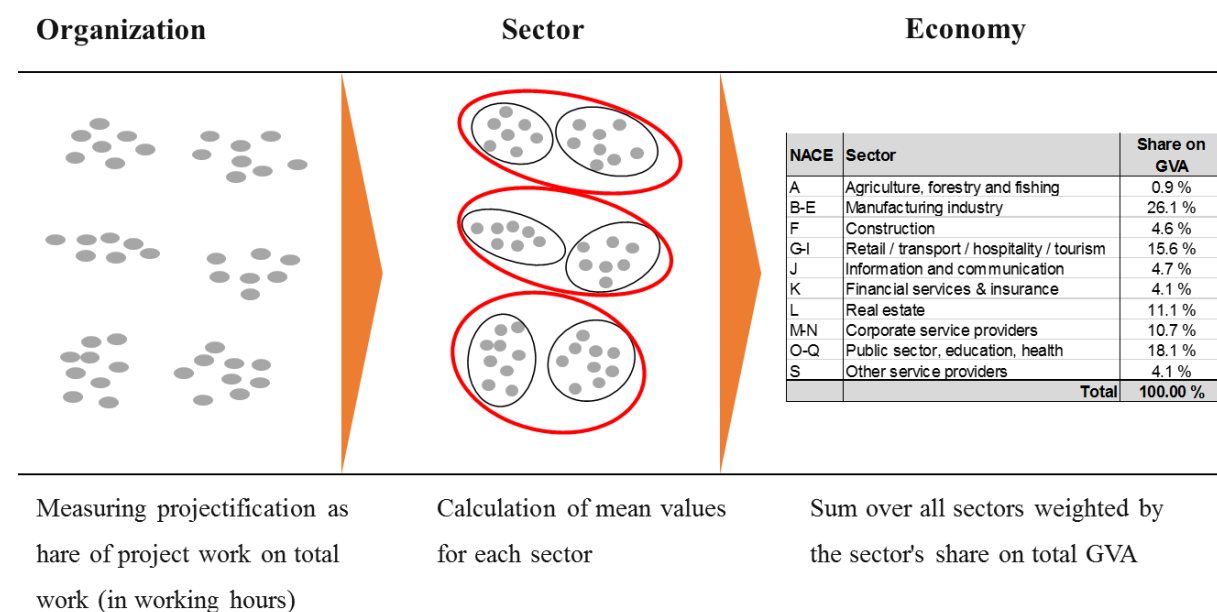 Organization
Sector
Economy
NACE Sector Share on GVA
A Agriculture, forestry and fishing 0.9 %
B-E Manufacturing industry 26.1 %
F Construction 4.6 %
G-I Retail / transport / hospitality / tourism 15.6 %
J Information and communication 4.7 %
K Financial services & insurance 4.1 %
L Real estate 11.1 %
M-N Corporate service providers 10.7 %
O-Q Public sector, education, health 18.1 %
S Other service providers 4.1 %
Total 100.00 %
Measuring projectification as
hare of project work on total
work (in working hours)
Calculation of mean values
for each sector
Sum over all sectors weighted by
the sector's share on total GVA